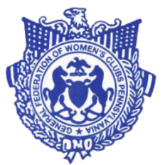 GENERAL FEDERATION OF WOMEN'S CLUBS PENNSYLVANIA